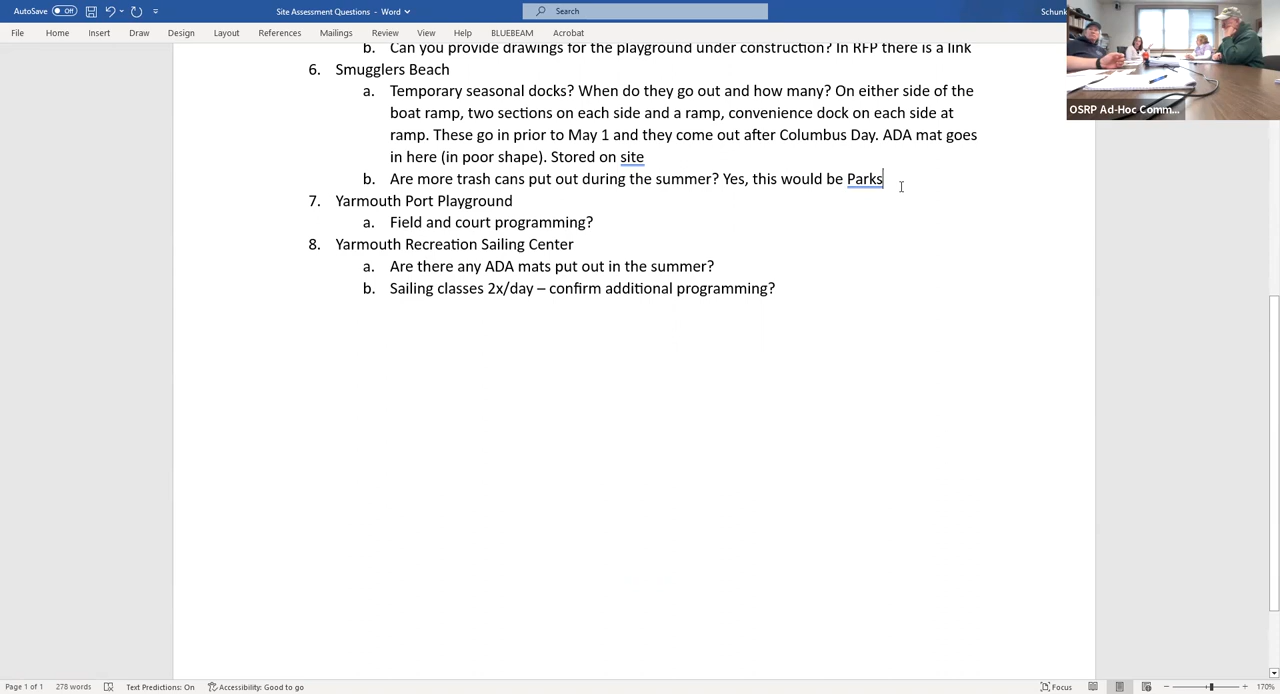 AutoSave Off Site Assessment Questions - Word Search Schunk
File Home Insert Draw Design Layout References Mailings Review View Help BLUEBEAM Acrobat
b. Can you provide drawings for the playground under construction? In RFP there is a link
6. Smugglers Beach
a. Temporary seasonal docks? When do they go out and how many? On either side of the
boat ramp, two sections on each side and a ramp, convenience dock on each side at
ramp. These go in prior to May 1 and they come out after Columbus Day. ADA mat goes
in here (in poor shape). Stored on site
b. Are more trash cans put out during the summer? Yes, this would be Parks
7. Yarmouth Port Playground
a. Field and court programming?
8. Yarmouth Recreation Sailing Center
a. Are there any ADA mats put out in the summer?
b. Sailing classes 2x/day – confirm additional programming?
OSRP Ad-Hoc Comm...
Page 1 of 1 278 words Text Predictions: On Accessibility: Good to go Focus 170%